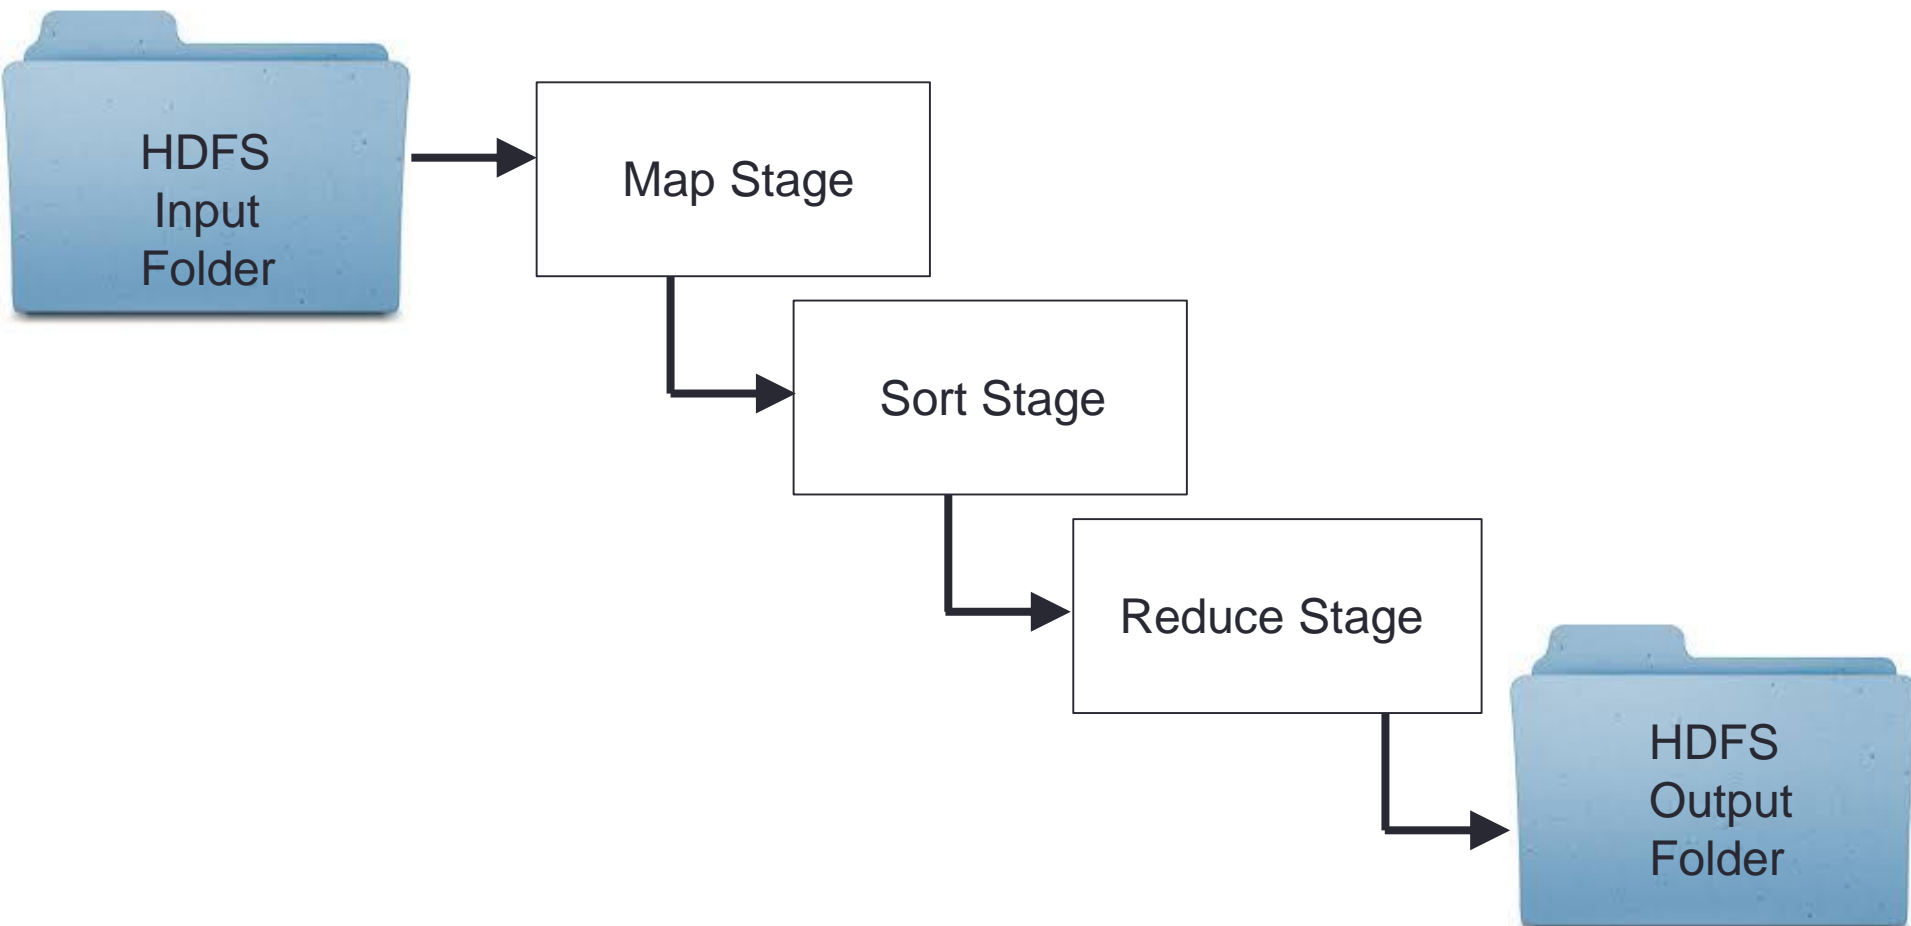 HDFS
Input
Folder
Map Stage
Sort Stage
Reduce Stage
HDFS
Output
Folder